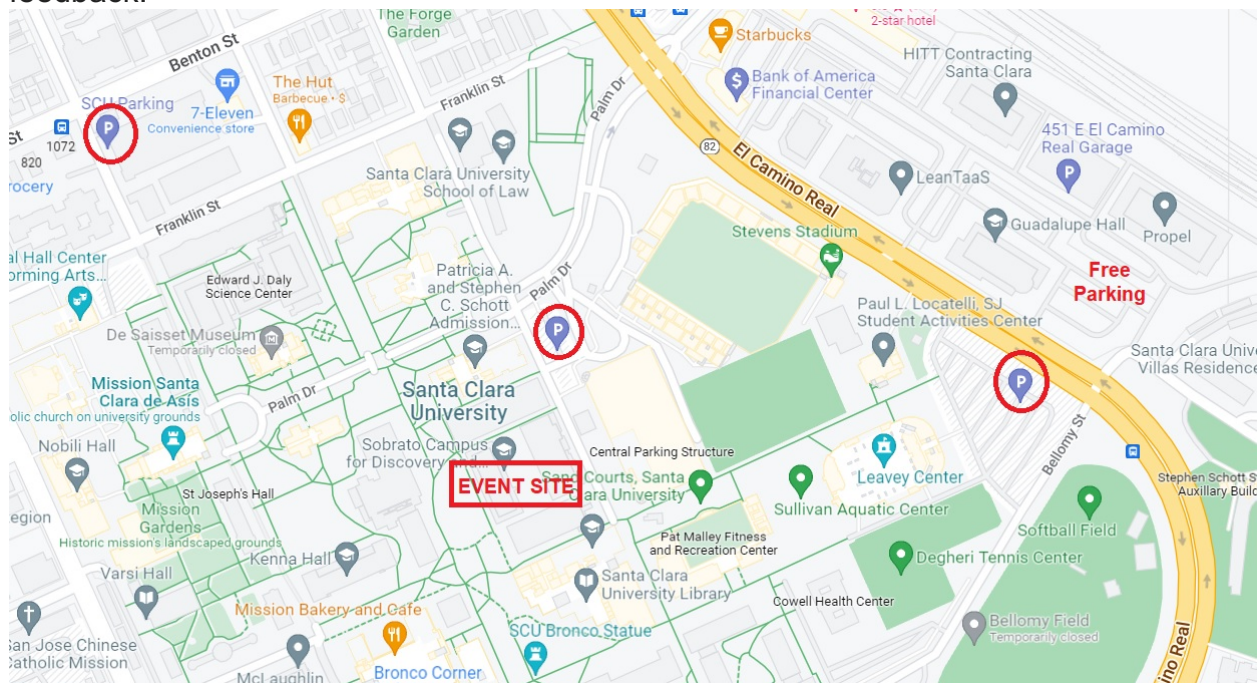 feedback.
The Forge
Garden
2-star hotel
Starbucks
HITT Contracting
Santa Clara
Benton St
Bank of America
Financial Center
The Hut
Barbecue • $
SCU Parking
7-Eleven
Convenience store
Franklin St
Palm Dr
P
St
1072
820
rocery
82
El Camino Real
451 E El Camino
Real Garage
P
Santa Clara University
School of Law
LeanTaaS
Franklin St
Guadalupe Hall
Propel
Stevens Stadium
al Hall Center
orming Arts...
Edward J. Daly
Science Center
Patricia A.
and Stephen
C. Schott
Admission...
Palm Dr
Free
Parking
Paul L. Locatelli, SJ
Student Activities Center
P
De Saisset Museum
Temporarily closed
Santa Clara Unive
Villas Residence
P
Mission Santa
Clara de Asís
olic church on university grounds
Palm Dr
Santa Clara
University
Nobili Hall
Sobrato Campus
for Discovery and...
Central Parking Structure
Bellomy St
EVENT SITE
Sand Courts, Santa
Clara University
Leavey Center
Stephen Schott St
Auxillary Build
St Joseph's Hall
Mission
Gardens
Historic mission's landscaped grounds
Sullivan Aquatic Center
Softball Field
egion
Kenna Hall
Pat Malley Fitness
and Recreation Center
Degheri Tennis Center
Varsi Hall
Santa Clara
University Library
Cowell Health Center
Mission Bakery and Cafe
SCU Bronco Statue
Bellomy Field
Temporarily closed
San Jose Chinese
Catholic Mission
McLaughlin
Bronco Corner
ino Real